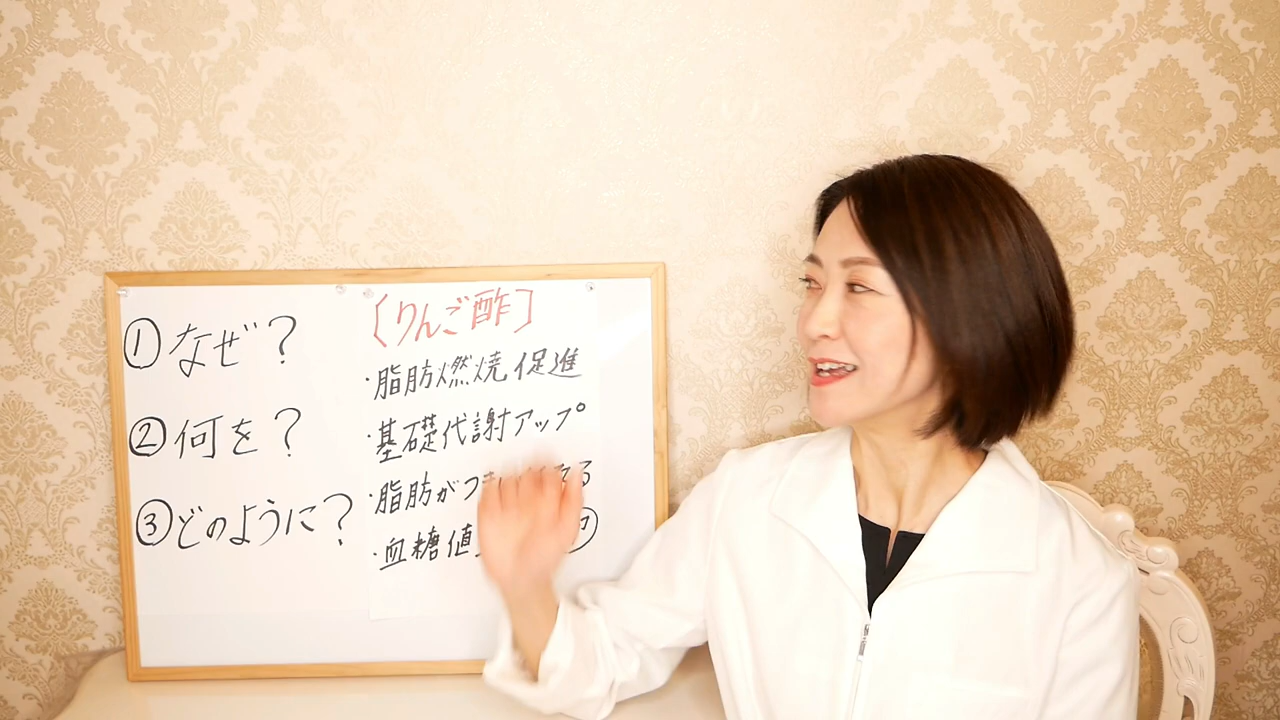 ①なぜ？
②何を？
③どのように？
[りんご酢]
・脂肪燃焼促進
・基礎代謝アップ
・脂肪がつ
・血糖値